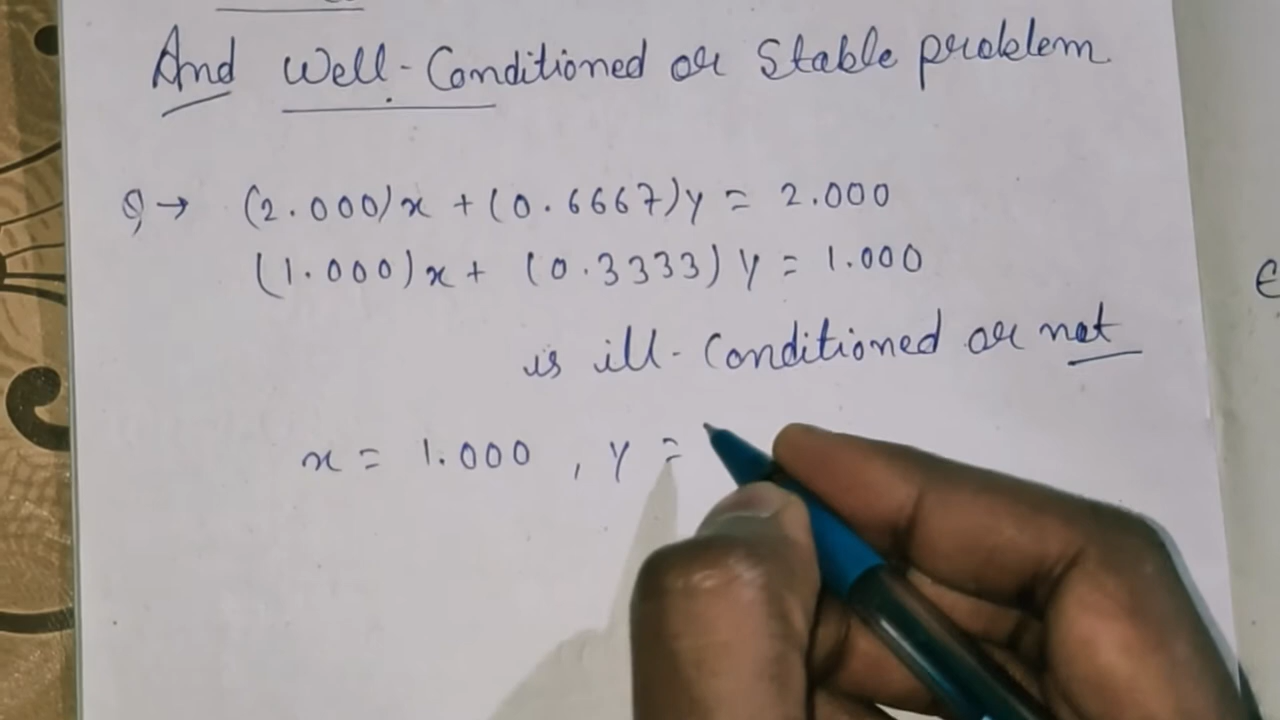 And Well-Conditioned or Stable problem
Q→ (2.000)x + (0.6667)y = 2.000
(1.000)x + (0.3333)y = 1.000
is ill-Conditioned or not
x = 1.000 , y =